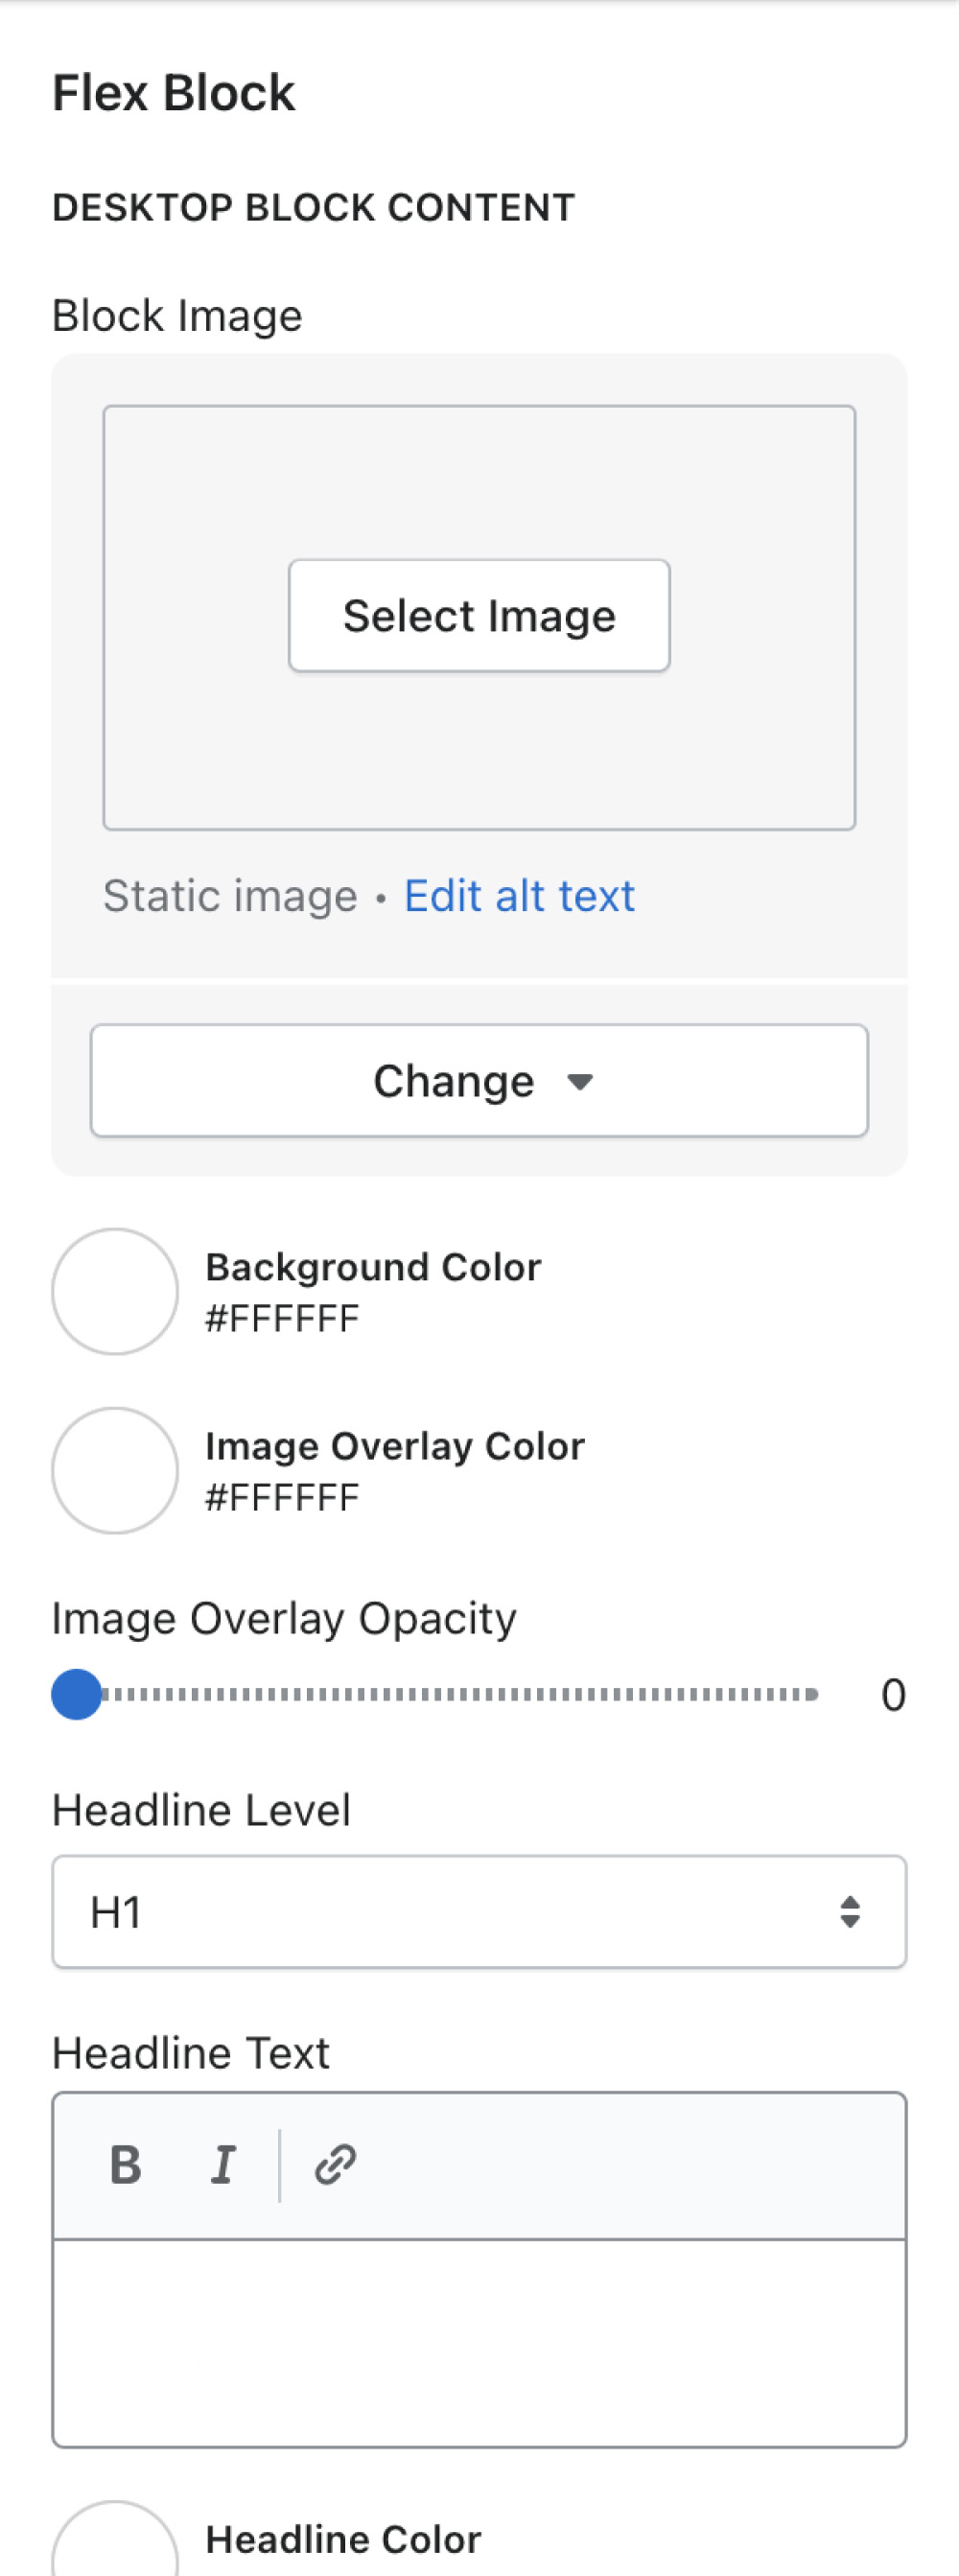 Flex Block
DESKTOP BLOCK CONTENT
Block Image
Select Image
Static image • Edit alt text
Change
Background Color
#FFFFFF
Image Overlay Color
#FFFFFF
Image Overlay Opacity
0
Headline Level
H1
Headline Text
B I
Headline Color